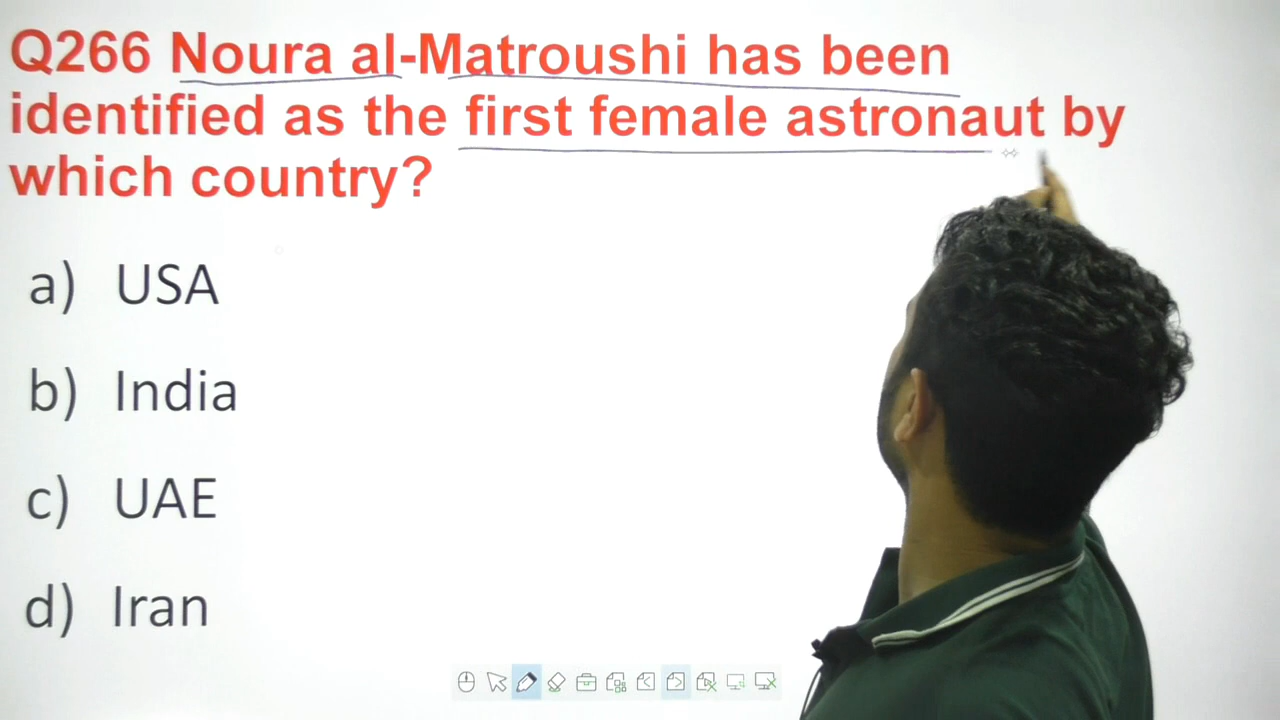 Q266 Noura al-Matroushi has been
identified as the first female astronaut by
which country?
a) USA
b) India
c) UAE
d) Iran